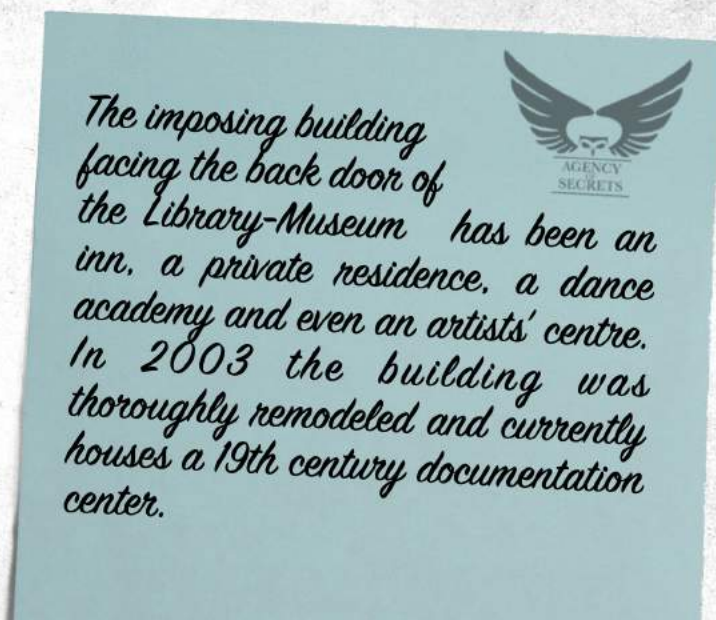 The imposing building
facing the back door of
the Library-Museum has been an
inn, a private residence, a dance
academy and even an artists' centre.
In 2003 the building was
thoroughly remodeled and currently
houses a 19th century documentation
center.
AGENCY
OF
SECRETS